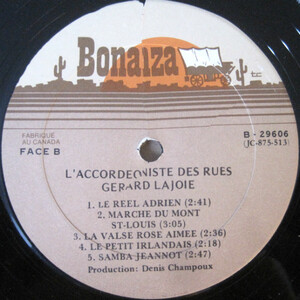 Bonaiza
tc
FABRIQUE
AU CANADA
FACE B
B - 29606
(JC-875-513)
L'ACCORDEONISTE DES RUES
GERARD LAJOIE
1. LE REEL ADRIEN (2:41)
2. MARCHE DU MONT
ST-LOUIS (3:05)
3. LA VALSE ROSE AIMEE (2:36)
4. LE PETIT IRLANDAIS (2:18)
5. SAMBA JEANNOT (2:47)
Production: Denis Champoux